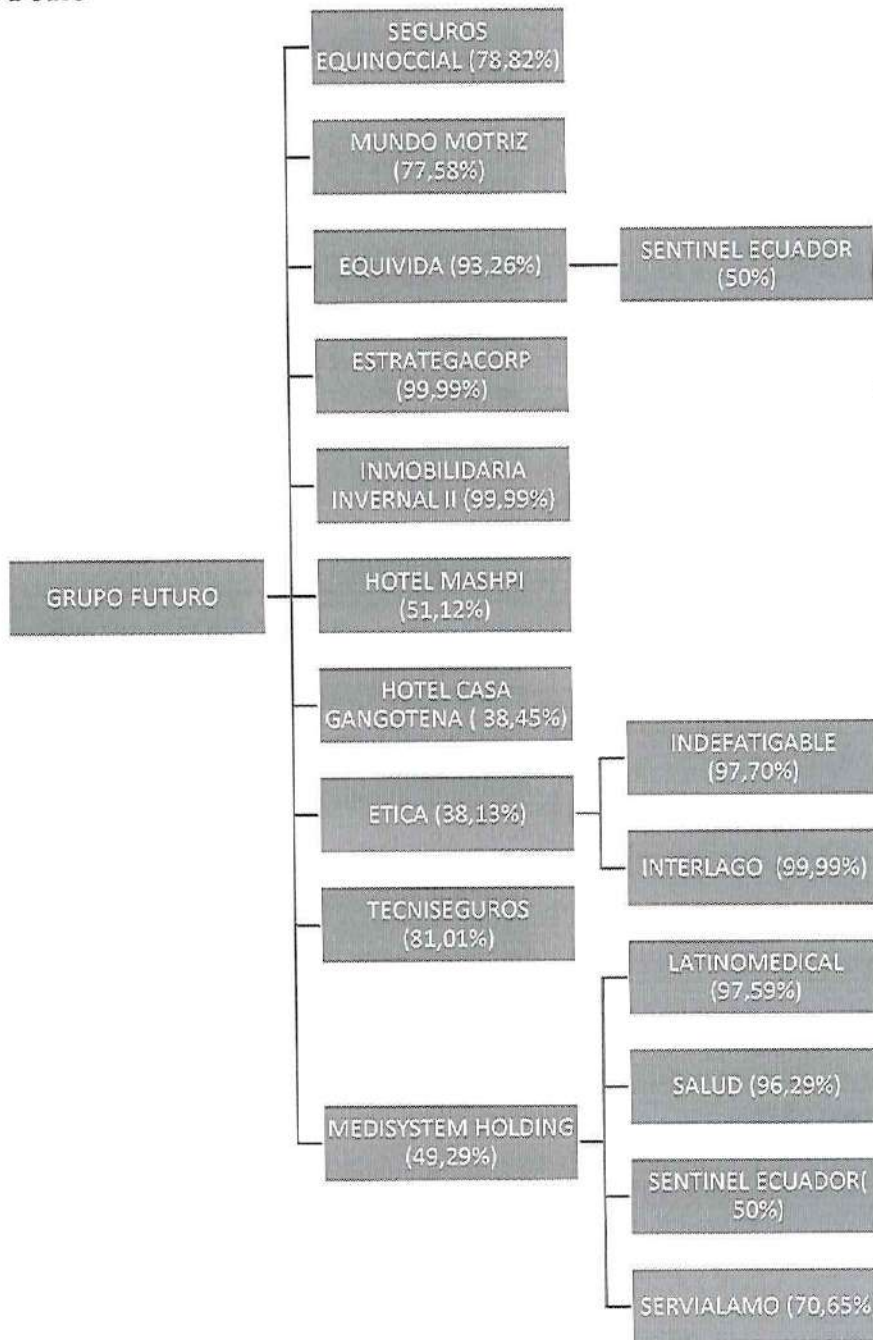 SEGUROS
EQUINOCCIAL (78,82%)
MUNDO MOTRIZ
(77,58%)
EQUIVIDA (93,26%)
SENTINEL ECUADOR
(50%)
ESTRATEGACORP
(99,99%)
INMOBILIDARIA
INVERNAL II (99,99%)
GRUPO FUTURO
HOTEL MASHPI
(51,12%)
HOTEL CASA
GANGOTENA ( 38,45%)
ETICA (38,13%)
INDEFATIGABLE
(97,70%)
INTERLAGO (99,99%)
TECNISEGUROS
(81,01%)
MEDISYSTEM HOLDING
(49,29%)
LATINOMEDICAL
(97,59%)
SALUD (96,29%)
SENTINEL ECUADOR(
50%)
SERVIALAMO (70,65%